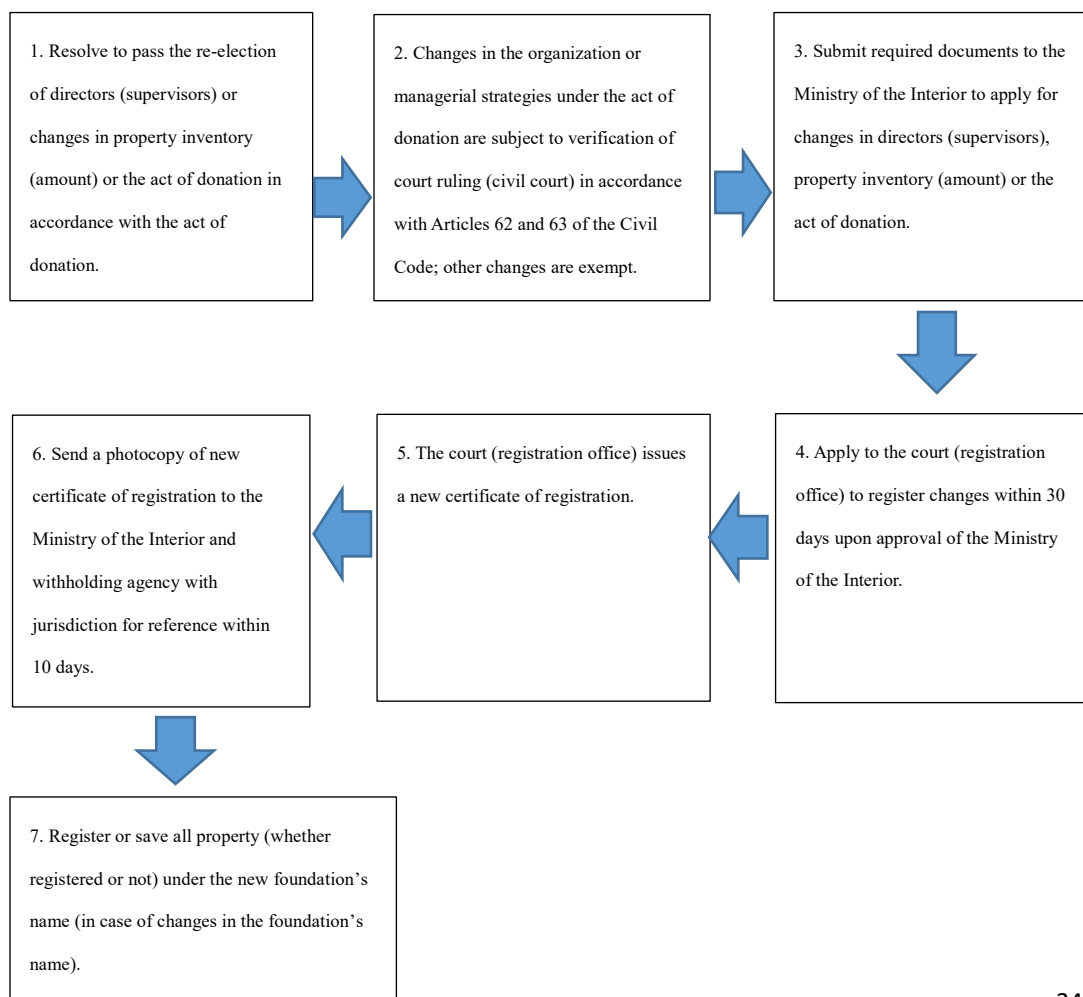 1. Resolve to pass the re-election
of directors (supervisors) or
changes in property inventory
(amount) or the act of donation in
accordance with the act of
donation.
2. Changes in the organization or
managerial strategies under the act of
donation are subject to verification of
court ruling (civil court) in accordance
with Articles 62 and 63 of the Civil
Code; other changes are exempt.
3. Submit required documents to the
Ministry of the Interior to apply for
changes in directors (supervisors),
property inventory (amount) or the
act of donation.
4. Apply to the court (registration
office) to register changes within 30
days upon approval of the Ministry
of the Interior.
5. The court (registration office) issues
a new certificate of registration.
6. Send a photocopy of new
certificate of registration to the
Ministry of the Interior and
withholding agency with
jurisdiction for reference within
10 days.
7. Register or save all property (whether
registered or not) under the new foundation’s
name (in case of changes in the foundation’s
name).